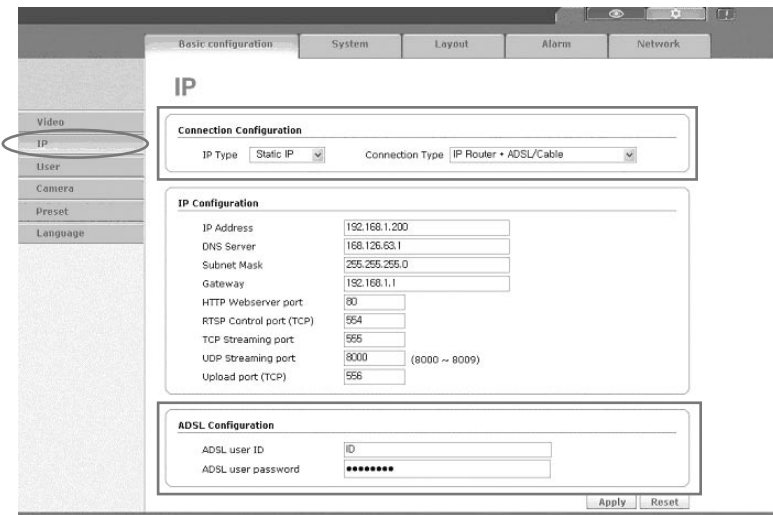 Basic configuration System Layout Alarm Network
IP
Video
IP
User
Camera
Preset
Language
Connection Configuration
IP Type Static IP Connection Type IP Router + ADSL/Cable
IP Configuration
IP Address 192.168.1.200
DNS Server 168.126.63.1
Subnet Mask 255.255.255.0
Gateway 192.168.1.1
HTTP Webserver port 80
RTSP Control port (TCP) 554
TCP Streaming port 555
UDP Streaming port 8000 (8000 ~ 8009)
Upload port (TCP) 556
ADSL Configuration
ADSL user ID ID
ADSL user password ●●●●●●●●
Apply Reset